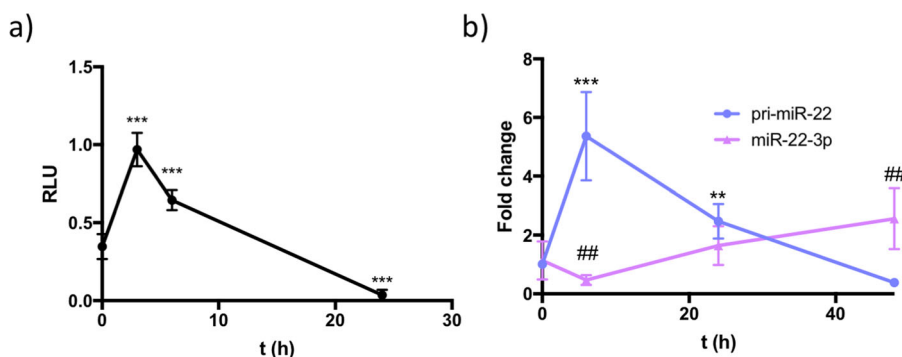 a)
RLU
1.5
1.0
0.5
0.0
***
***
***
0
10
20
30
t (h)
b)
Fold change
8
6
4
2
0
***
**
##
##
pri-miR-22
miR-22-3p
0
20
40
t (h)